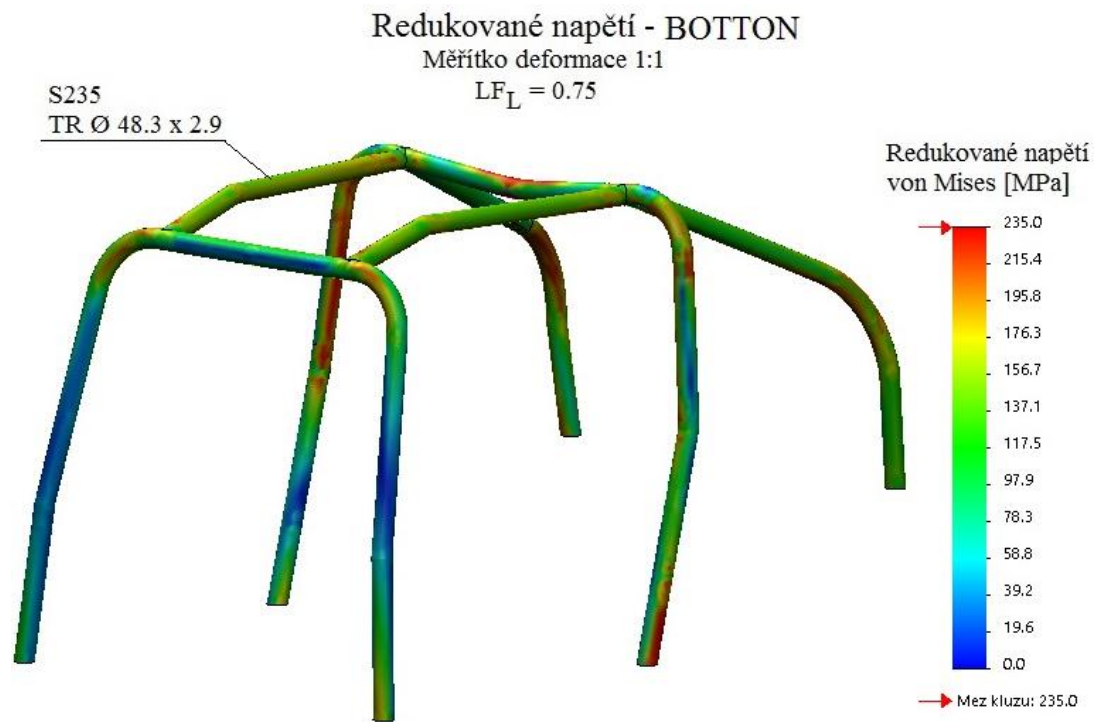 Redukované napětí - BOTTON
Měřítko deformace 1:1
LF_L = 0.75
S235
TR Ø 48.3 x 2.9
Redukované napětí
von Mises [MPa]
235.0
215.4
195.8
176.3
156.7
137.1
117.5
97.9
78.3
58.8
39.2
19.6
0.0
Mez kluzu: 235.0